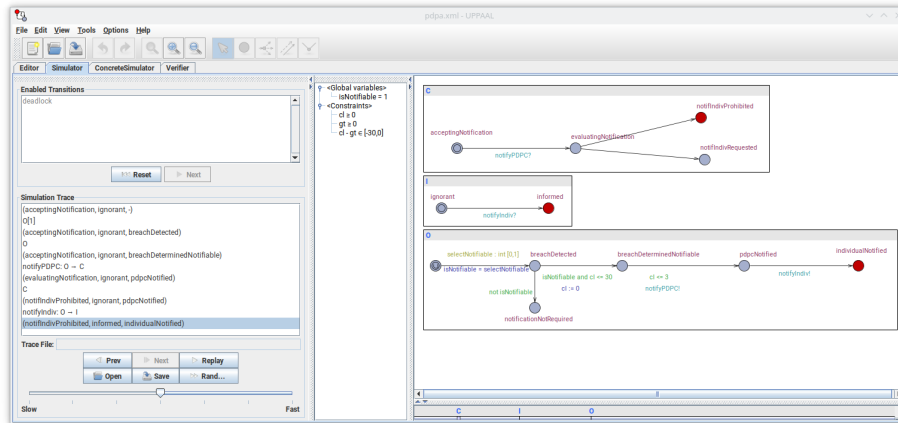 pdpa.xml - UPPAAL
File Edit View Tools Options Help
Editor Simulator ConcreteSimulator Verifier
Enabled Transitions
deadlock
Reset Next
Simulation Trace
(acceptingNotification, ignorant, -)
O[1]
(acceptingNotification, ignorant, breachDetected)
O
(acceptingNotification, ignorant, breachDeterminedNotifiable)
notifyPDPC: O → C
(evaluatingNotification, ignorant, pdpcNotified)
C
(notifIndivProhibited, ignorant, pdpcNotified)
notifyIndiv: O → I
(notifIndivProhibited, informed, individualNotified)
Trace File:
Prev Next Replay
Open Save Rand...
Slow Fast
<Global variables>
isNotifiable = 1
<Constraints>
cl ≥ 0
gt ≥ 0
cl - gt ∈ [-30,0]
C
notifIndivProhibited
acceptingNotification evaluatingNotification
notifyPDPC? notifIndivRequested
I
ignorant informed
notifyIndiv?
O
individualNotified
selectNotifiable : int [0,1] breachDetected breachDeterminedNotifiable pdpcNotified
isNotifiable = selectNotifiable isNotifiable and cl <= 30 cl <= 3 notifyIndiv!
not isNotifiable cl := 0 notifyPDPC!
notificationNotRequired
C I O